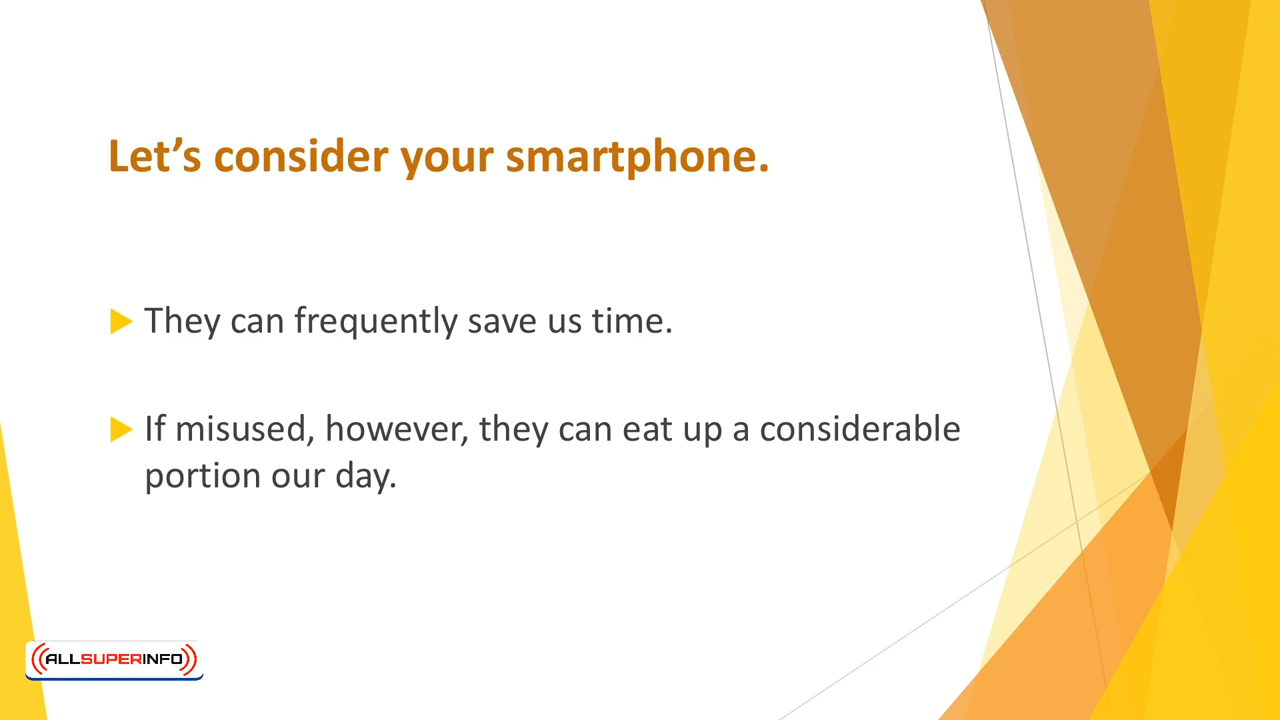 Let's consider your smartphone.
They can frequently save us time.
If misused, however, they can eat up a considerable
portion our day.
ALLSUPERINFO